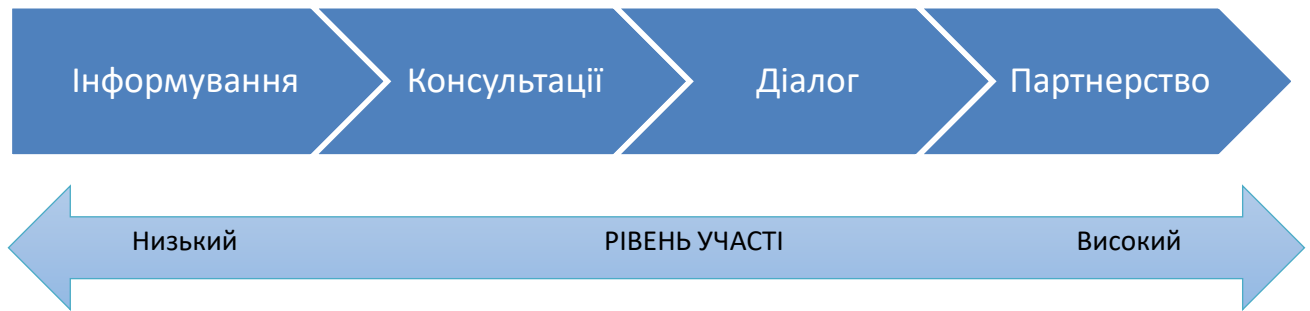 Інформування Консультації Діалог Партнерство
Низький РІВЕНЬ УЧАСТІ Високий